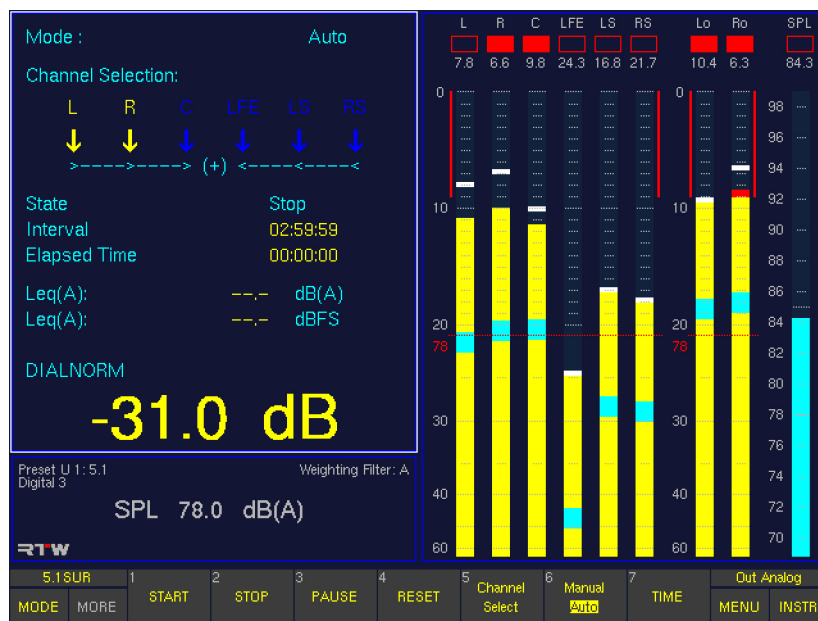 Mode : Auto
Channel Selection:
L R C LFE LS RS
>---->----> (+) <----<----<
State Stop
Interval 02:59:59
Elapsed Time 00:00:00
Leq(A): --.- dB(A)
Leq(A): --.- dBFS
DIALNORM
-31.0 dB
Preset U 1: 5.1 Weighting Filter: A
Digital 3
SPL 78.0 dB(A)
RTW
L R C LFE LS RS Lo Ro SPL
7.8 6.6 9.8 24.3 16.8 21.7 10.4 6.3 84.3
0 0
98
96
94
92
10 10
90
88
86
20 20 84
78 78
82
80
30 30 78
76
74
40 40
72
70
60 60
5.1SUR 1 2 3 4 5 6 7 Out Analog
START STOP PAUSE RESET Channel Select Manual Auto TIME
MODE MORE MENU INSTR